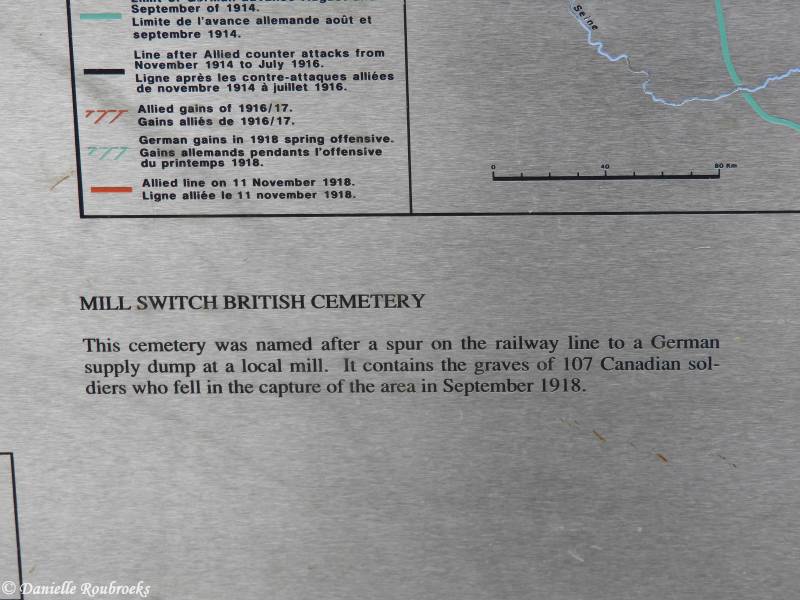 September of 1914.
Limite de l'avance allemande août et
septembre 1914.
Line after Allied counter attacks from
November 1914 to July 1916.
Ligne après les contre-attaques alliées
de novembre 1914 à juillet 1916.
Allied gains of 1916/17.
Gains alliés de 1916/17.
German gains in 1918 spring offensive.
Gains allemands pendants l'offensive
du printemps 1918.
Allied line on 11 November 1918.
Ligne alliée le 11 november 1918.
Seine
0 40 80 Km
MILL SWITCH BRITISH CEMETERY
This cemetery was named after a spur on the railway line to a German
supply dump at a local mill. It contains the graves of 107 Canadian sol-
diers who fell in the capture of the area in September 1918.
© Danielle Roubroeks